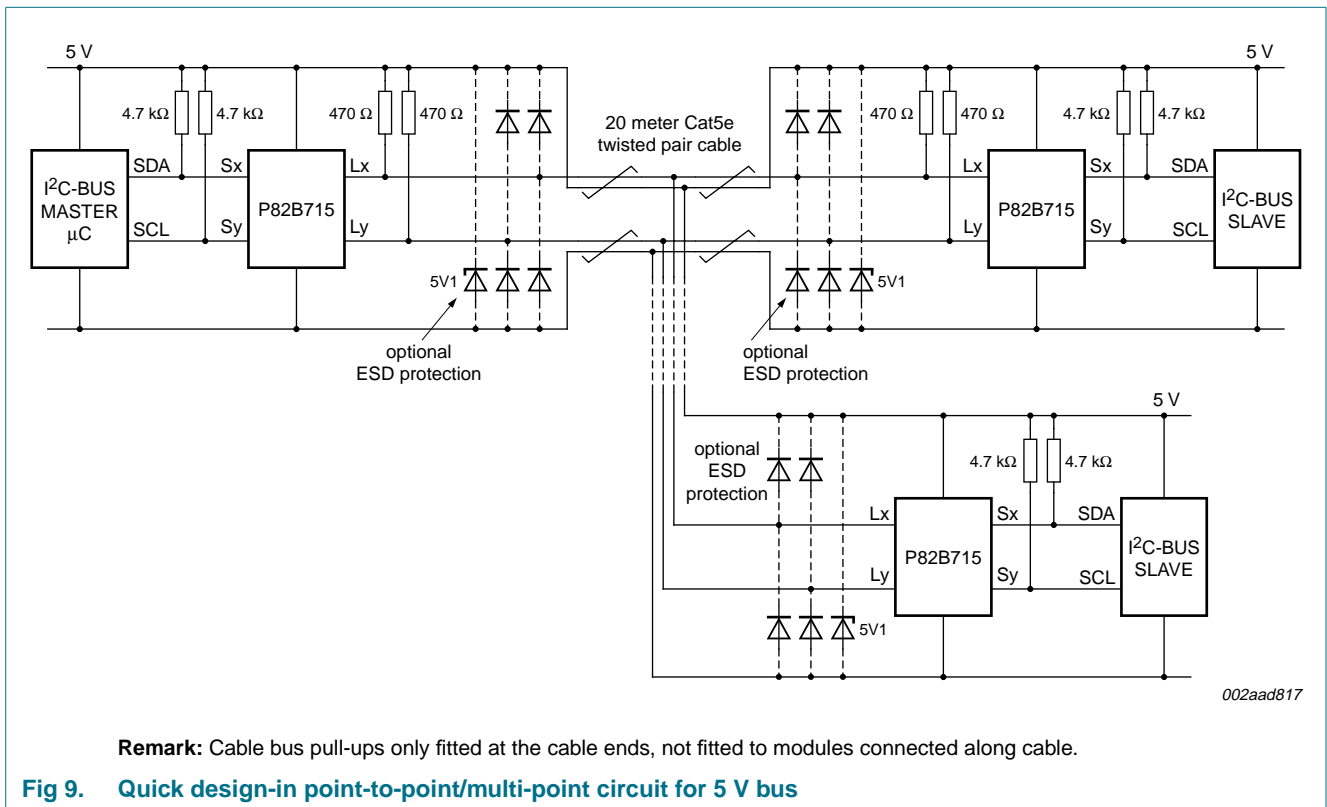 5 V
5 V
4.7 kΩ
4.7 kΩ
470 Ω
470 Ω
20 meter Cat5e
twisted pair cable
470 Ω
470 Ω
4.7 kΩ
4.7 kΩ
I2C-BUS
MASTER
μC
SDA
SCL
Sx
Sy
P82B715
Lx
Ly
Lx
Ly
P82B715
Sx
Sy
SDA
SCL
I2C-BUS
SLAVE
5V1
5V1
optional
ESD protection
optional
ESD protection
5 V
optional
ESD
protection
4.7 kΩ
4.7 kΩ
Lx
Ly
P82B715
Sx
Sy
SDA
SCL
I2C-BUS
SLAVE
5V1
002aad817
Remark: Cable bus pull-ups only fitted at the cable ends, not fitted to modules connected along cable.
Fig 9. Quick design-in point-to-point/multi-point circuit for 5 V bus